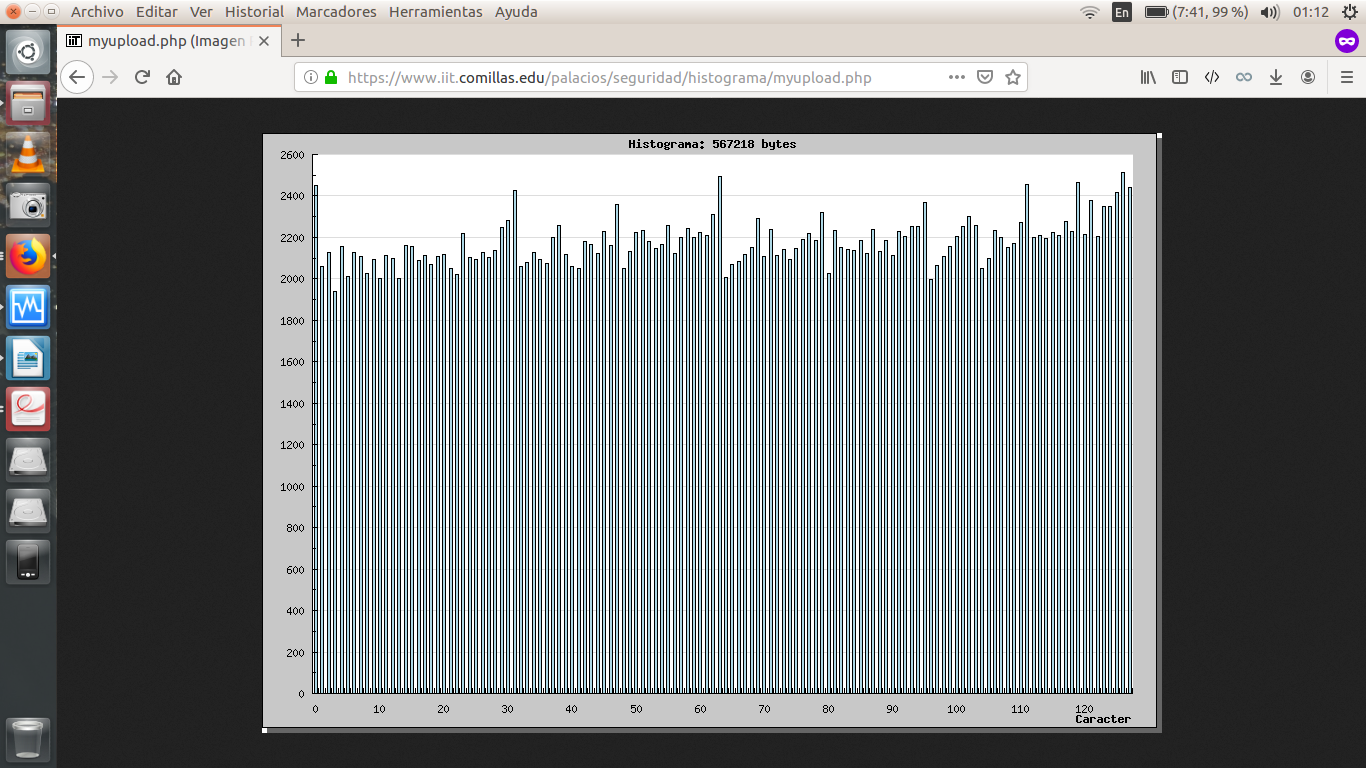 Archivo Editar Ver Historial Marcadores Herramientas Ayuda En (7:41, 99 %) 01:12
iiT myupload.php (Imagen
https://www.iit.comillas.edu/palacios/seguridad/histograma/myupload.php
Histograma: 567218 bytes
2600
2400
2200
2000
1800
1600
1400
1200
1000
800
600
400
200
0
0 10 20 30 40 50 60 70 80 90 100 110 120
Caracter